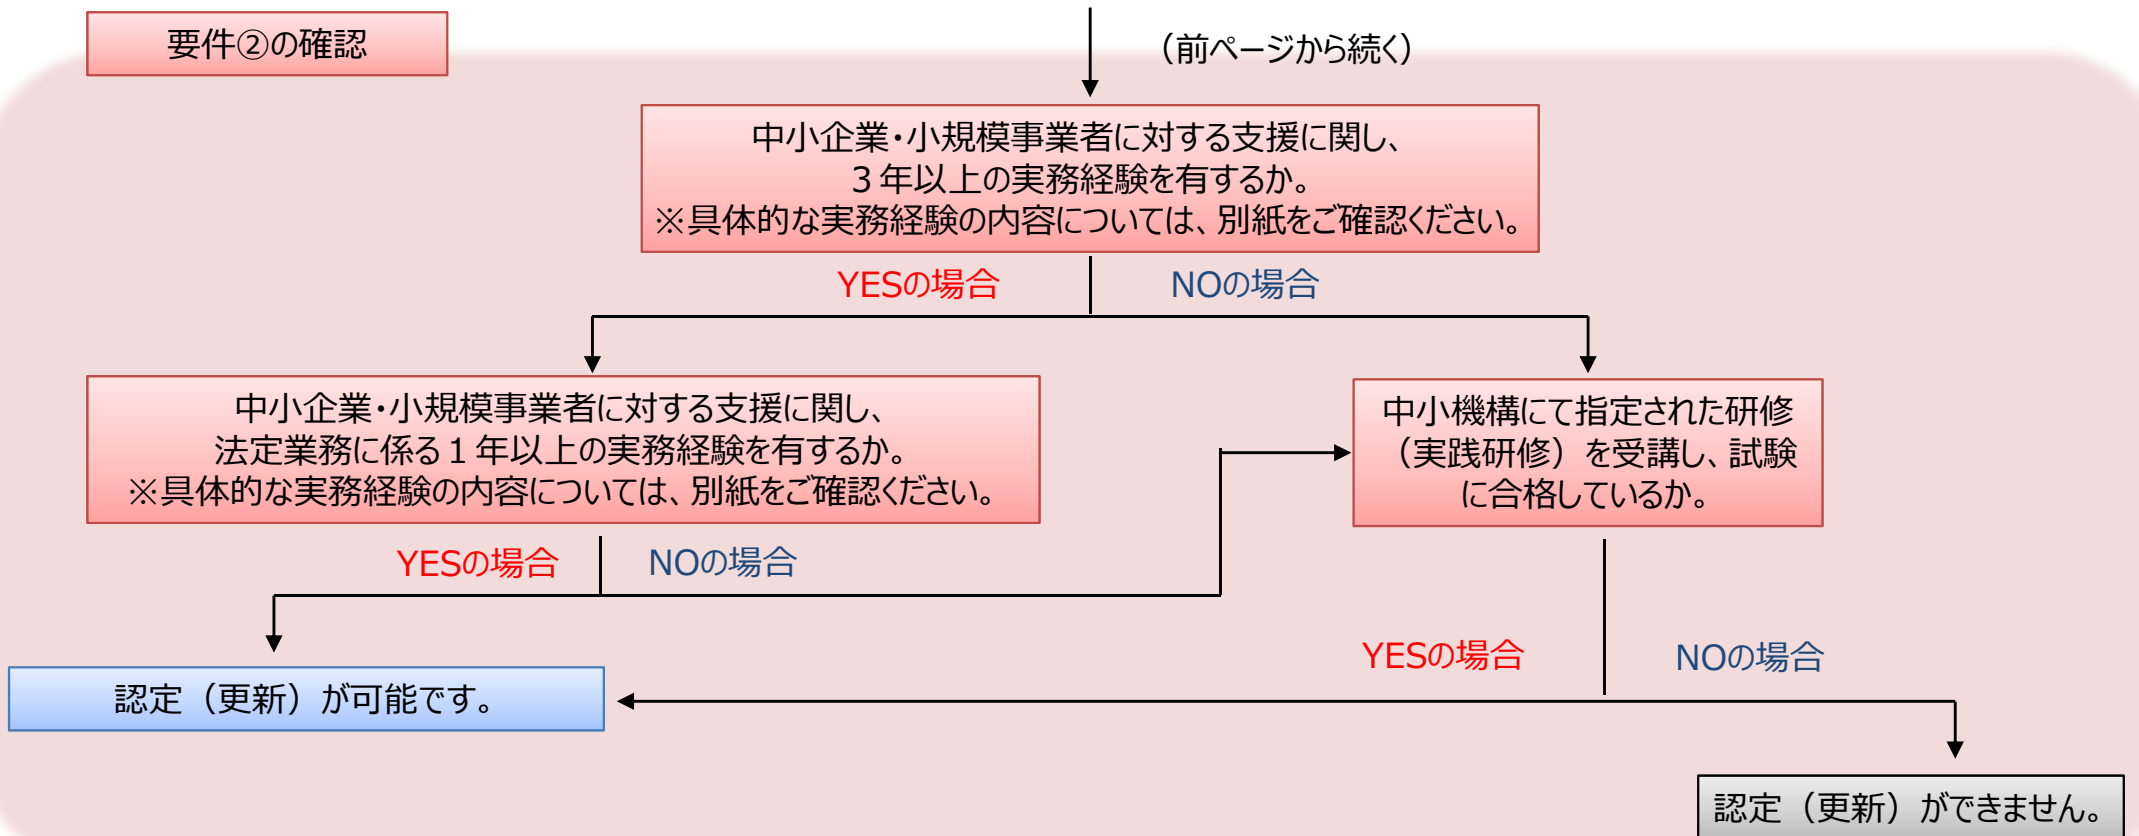 要件②の確認
（前ページから続く）
中小企業・小規模事業者に対する支援に関し、
３年以上の実務経験を有するか。
※具体的な実務経験の内容については、別紙をご確認ください。
YESの場合
NOの場合
中小企業・小規模事業者に対する支援に関し、
法定業務に係る１年以上の実務経験を有するか。
※具体的な実務経験の内容については、別紙をご確認ください。
中小機構にて指定された研修
（実践研修）を受講し、試験
に合格しているか。
YESの場合
NOの場合
YESの場合
NOの場合
認定（更新）が可能です。
認定（更新）ができません。